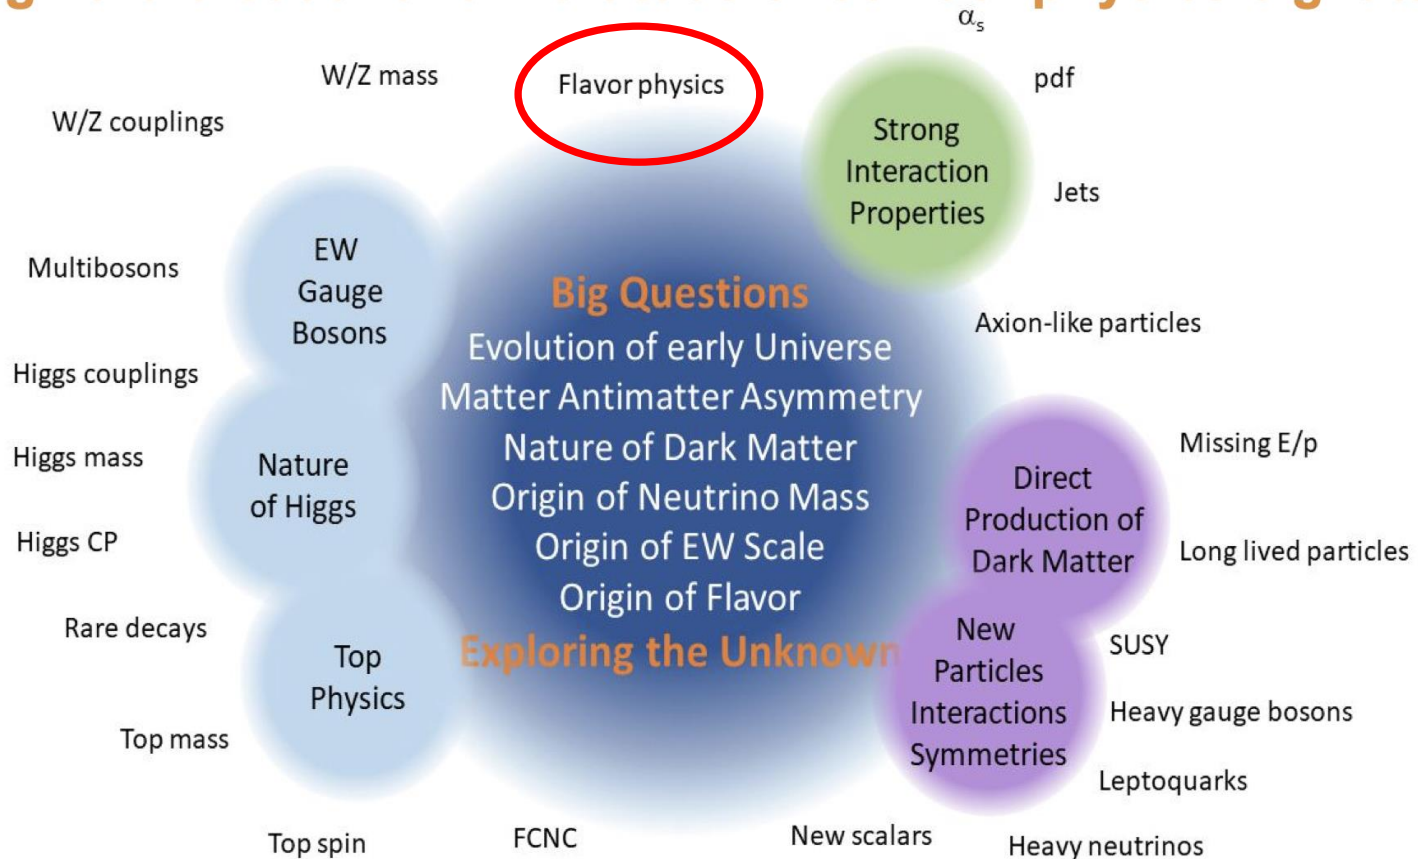 α_s
W/Z mass
Flavor physics
pdf
W/Z couplings
Strong
Interaction
Properties
Jets
EW
Gauge
Bosons
Multibosons
Big Questions
Axion-like particles
Evolution of early Universe
Higgs couplings
Matter Antimatter Asymmetry
Nature of Dark Matter
Missing E/p
Higgs mass
Nature
of Higgs
Direct
Production of
Dark Matter
Origin of Neutrino Mass
Higgs CP
Origin of EW Scale
Long lived particles
Origin of Flavor
Rare decays
Exploring the Unknown
New
Particles
Interactions
Symmetries
SUSY
Top
Physics
Heavy gauge bosons
Top mass
Leptoquarks
Top spin
FCNC
New scalars
Heavy neutrinos